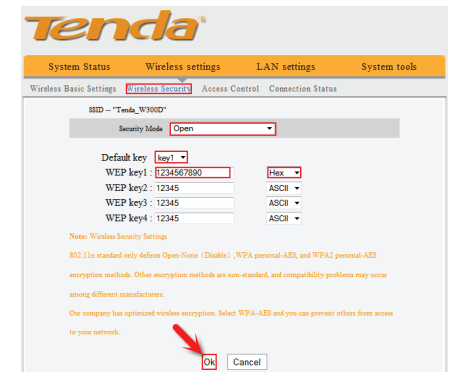 Tenda®
System Status Wireless settings LAN settings System tools
Wireless Basic Settings Wireless Security Access Control Connection Status
SSID -- "Tenda_W300D"
Security Mode Open
Default key key1
WEP key1 : 1234567890 Hex
WEP key2 : 12345 ASCII
WEP key3 : 12345 ASCII
WEP key4 : 12345 ASCII
Note: Wireless Security Settings
802.11n standard only defines Open-None (Disable) ,WPA personal-AES, and WPA2 personal-AES
encryption methods. Other encryption methods are non-standard, and compatibility problems may occur
among different manufacturers.
Our company has optimized wireless encryption. Select WPA-AES and you can prevent others from access
to your network.
Ok Cancel